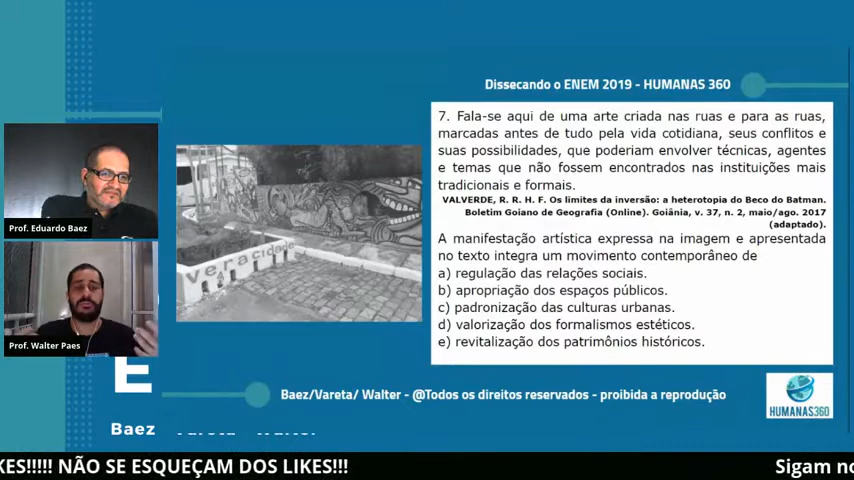 Dissecando o ENEM 2019 - HUMANAS 360
7. Fala-se aqui de uma arte criada nas ruas e para as ruas,
marcadas antes de tudo pela vida cotidiana, seus conflitos e
suas possibilidades, que poderiam envolver técnicas, agentes
e temas que não fossem encontrados nas instituições mais
tradicionais e formais.
VALVERDE, R. R. H. F. Os limites da inversão: a heterotopia do Beco do Batman.
Boletim Goiano de Geografia (Online). Goiânia, v. 37, n. 2, maio/ago. 2017
(adaptado).
A manifestação artística expressa na imagem e apresentada
no texto integra um movimento contemporâneo de
a) regulação das relações sociais.
b) apropriação dos espaços públicos.
c) padronização das culturas urbanas.
d) valorização dos formalismos estéticos.
e) revitalização dos patrimônios históricos.
veracidade
Prof. Eduardo Baez
Prof. Walter Paes
E
Baez
Baez/Vareta/ Walter - @Todos os direitos reservados - proibida a reprodução
HUMANAS360
KES!!!!! NÃO SE ESQUEÇAM DOS LIKES!!!
Sigam no